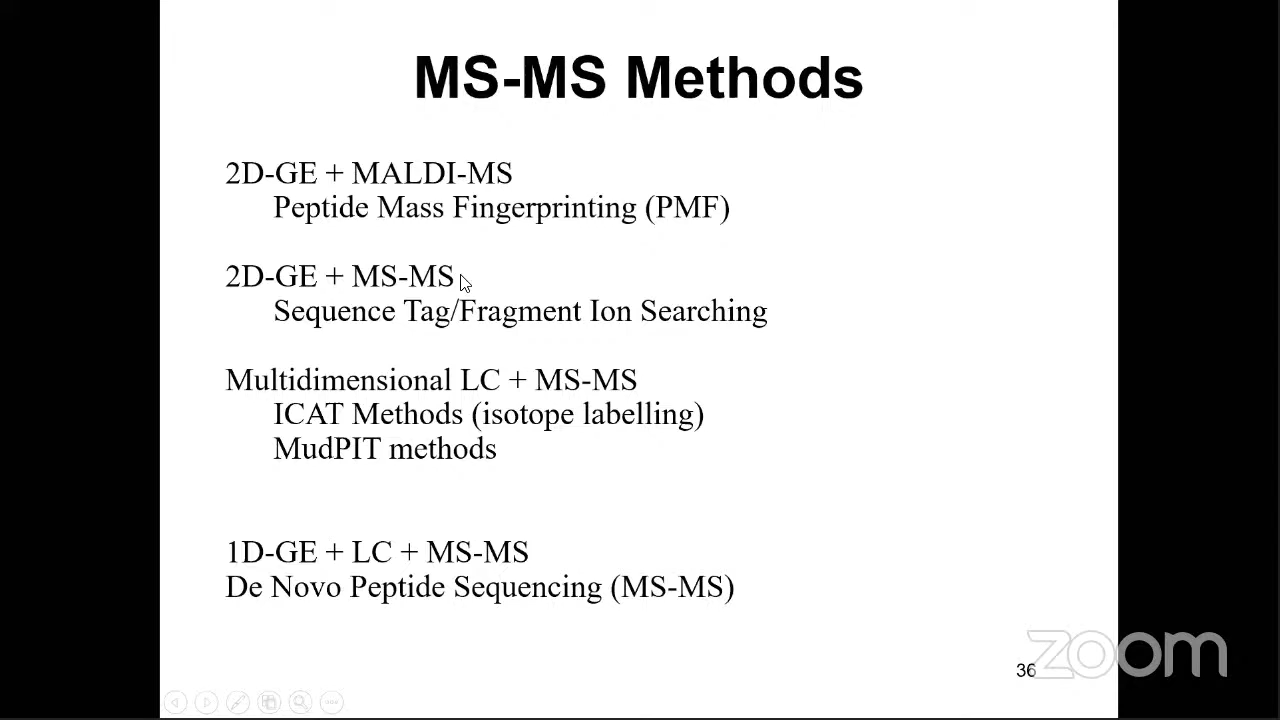 MS-MS Methods
2D-GE + MALDI-MS
Peptide Mass Fingerprinting (PMF)
2D-GE + MS-MS
Sequence Tag/Fragment Ion Searching
Multidimensional LC + MS-MS
ICAT Methods (isotope labelling)
MudPIT methods
1D-GE + LC + MS-MS
De Novo Peptide Sequencing (MS-MS)
36
zoom